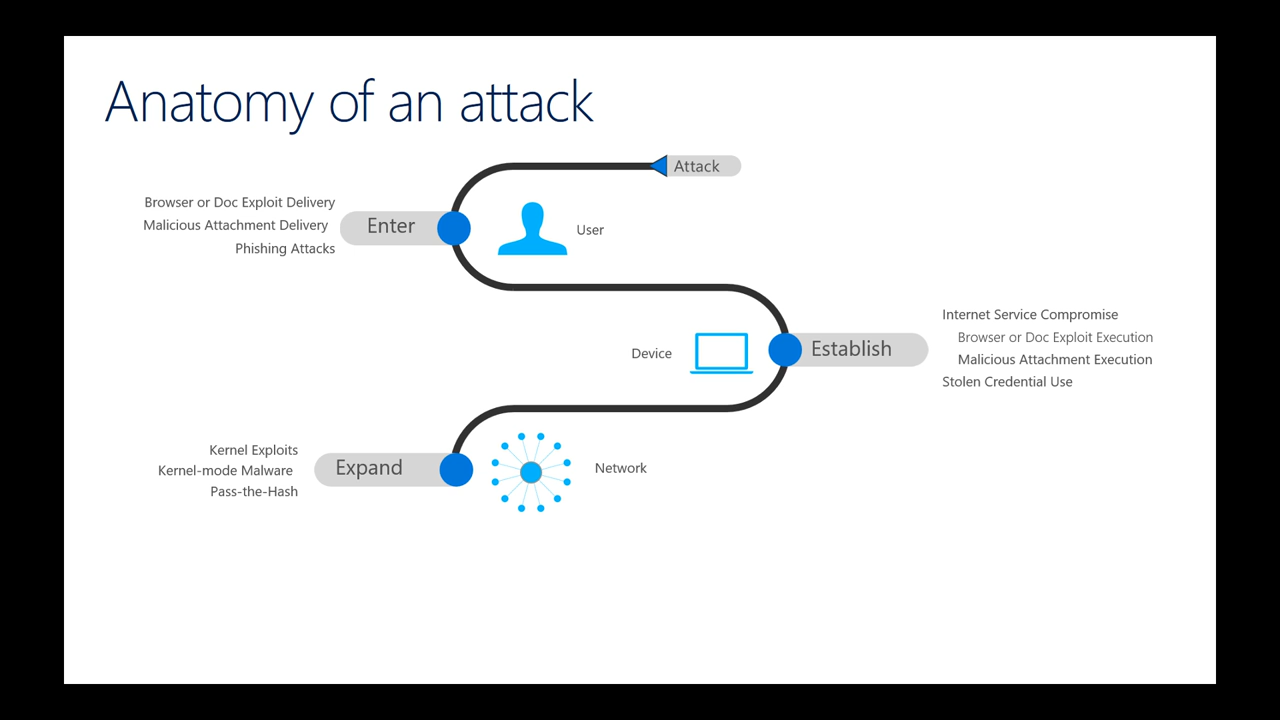 Anatomy of an attack
Attack
Browser or Doc Exploit Delivery
Malicious Attachment Delivery
Phishing Attacks
Enter
User
Device
Establish
Internet Service Compromise
Browser or Doc Exploit Execution
Malicious Attachment Execution
Stolen Credential Use
Kernel Exploits
Kernel-mode Malware
Pass-the-Hash
Expand
Network